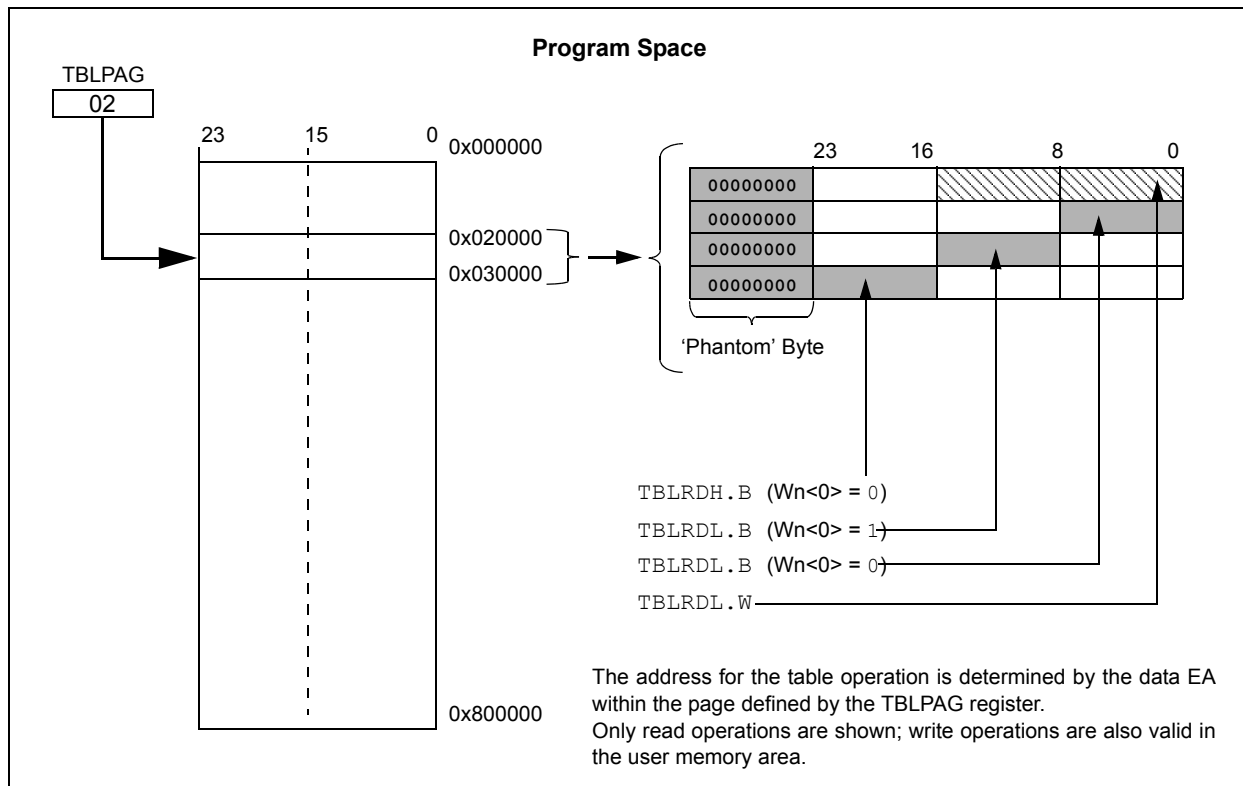 Program Space
TBLPAG
02
23 15 0
0x000000
0x020000
0x030000
0x800000
23 16 8 0
00000000
00000000
00000000
00000000
‘Phantom’ Byte
TBLRDH.B (Wn<0> = 0)
TBLRDL.B (Wn<0> = 1)
TBLRDL.B (Wn<0> = 0)
TBLRDL.W
The address for the table operation is determined by the data EA
within the page defined by the TBLPAG register.
Only read operations are shown; write operations are also valid in
the user memory area.